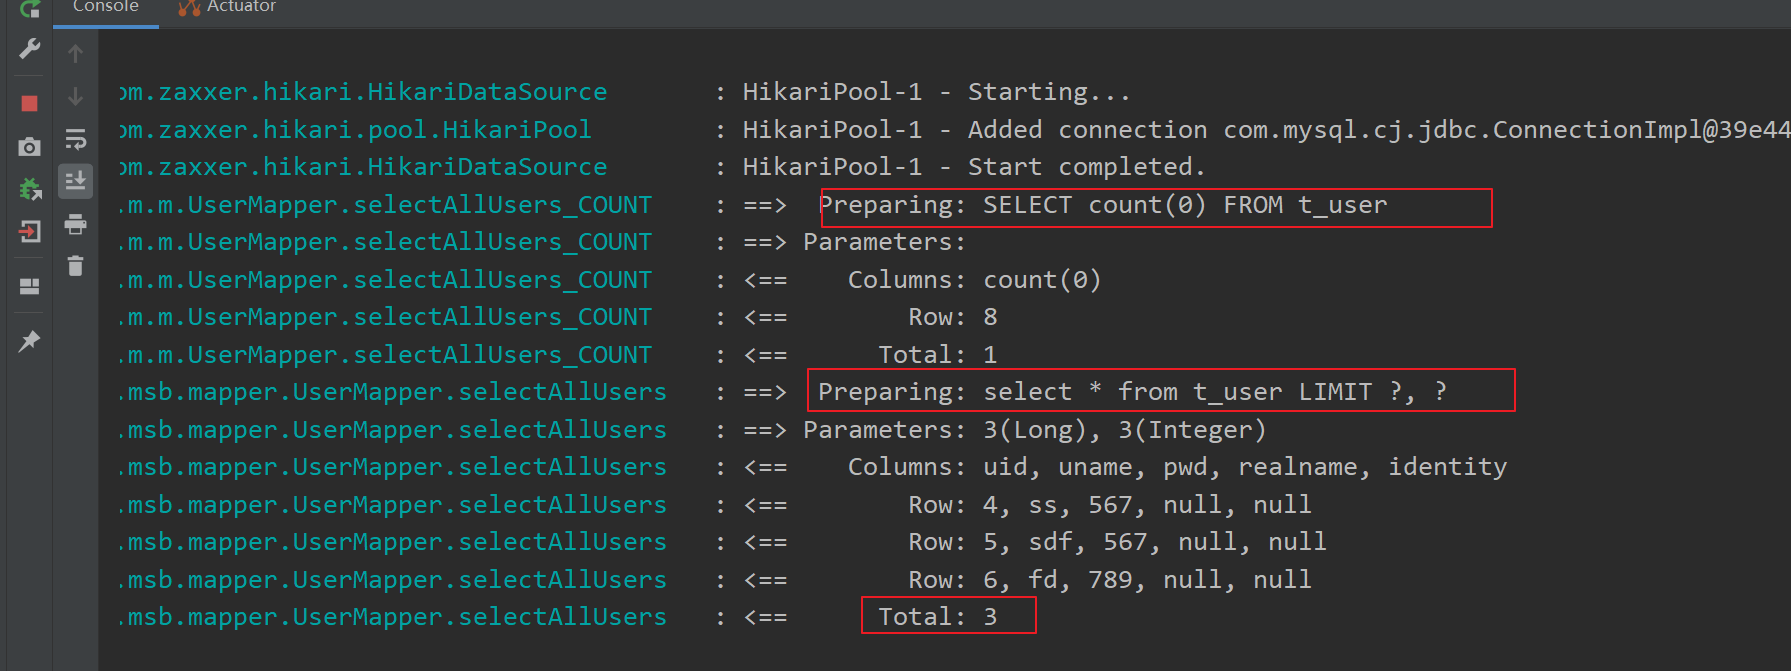 Console Actuator
om.zaxxer.hikari.HikariDataSource : HikariPool-1 - Starting...
om.zaxxer.hikari.pool.HikariPool : HikariPool-1 - Added connection com.mysql.cj.jdbc.ConnectionImpl@39e44
om.zaxxer.hikari.HikariDataSource : HikariPool-1 - Start completed.
.m.m.UserMapper.selectAllUsers_COUNT : ==> Preparing: SELECT count(0) FROM t_user
.m.m.UserMapper.selectAllUsers_COUNT : ==> Parameters:
.m.m.UserMapper.selectAllUsers_COUNT : <== Columns: count(0)
.m.m.UserMapper.selectAllUsers_COUNT : <== Row: 8
.m.m.UserMapper.selectAllUsers_COUNT : <== Total: 1
.msb.mapper.UserMapper.selectAllUsers : ==> Preparing: select * from t_user LIMIT ?, ?
.msb.mapper.UserMapper.selectAllUsers : ==> Parameters: 3(Long), 3(Integer)
.msb.mapper.UserMapper.selectAllUsers : <== Columns: uid, uname, pwd, realname, identity
.msb.mapper.UserMapper.selectAllUsers : <== Row: 4, ss, 567, null, null
.msb.mapper.UserMapper.selectAllUsers : <== Row: 5, sdf, 567, null, null
.msb.mapper.UserMapper.selectAllUsers : <== Row: 6, fd, 789, null, null
.msb.mapper.UserMapper.selectAllUsers : <== Total: 3